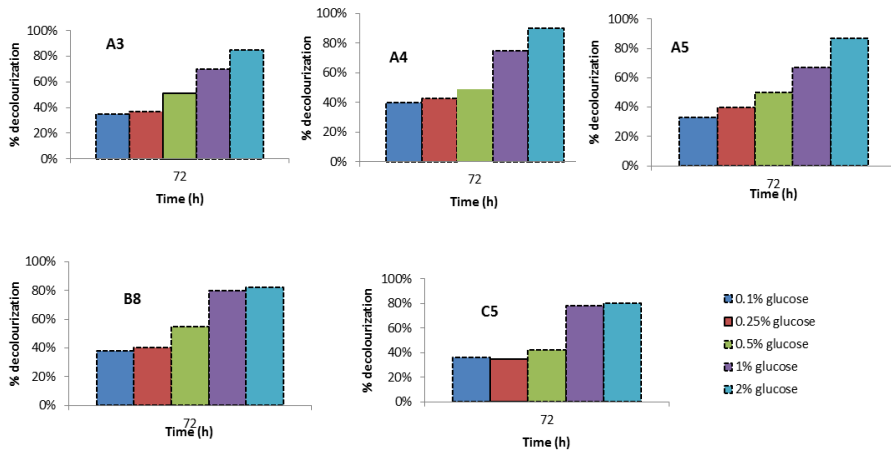 % decolourization
100%
80%
60%
40%
20%
0%
A3
72
Time (h)
% decolourization
100%
80%
60%
40%
20%
0%
A4
72
Time (h)
% decolourization
100%
80%
60%
40%
20%
0%
A5
72
Time (h)
% decolourization
100%
80%
60%
40%
20%
0%
B8
72
Time (h)
% decolourization
100%
80%
60%
40%
20%
0%
C5
72
Time (h)
0.1% glucose
0.25% glucose
0.5% glucose
1% glucose
2% glucose